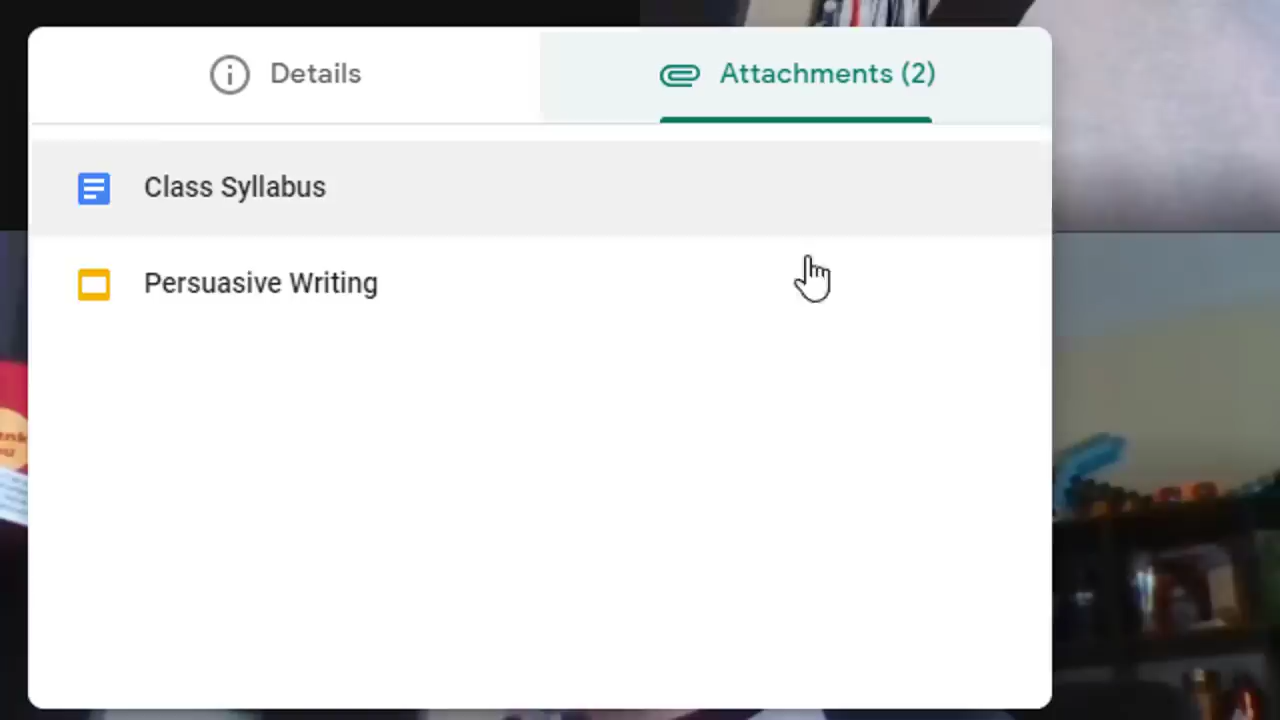 Details
Attachments (2)
Class Syllabus
Persuasive Writing